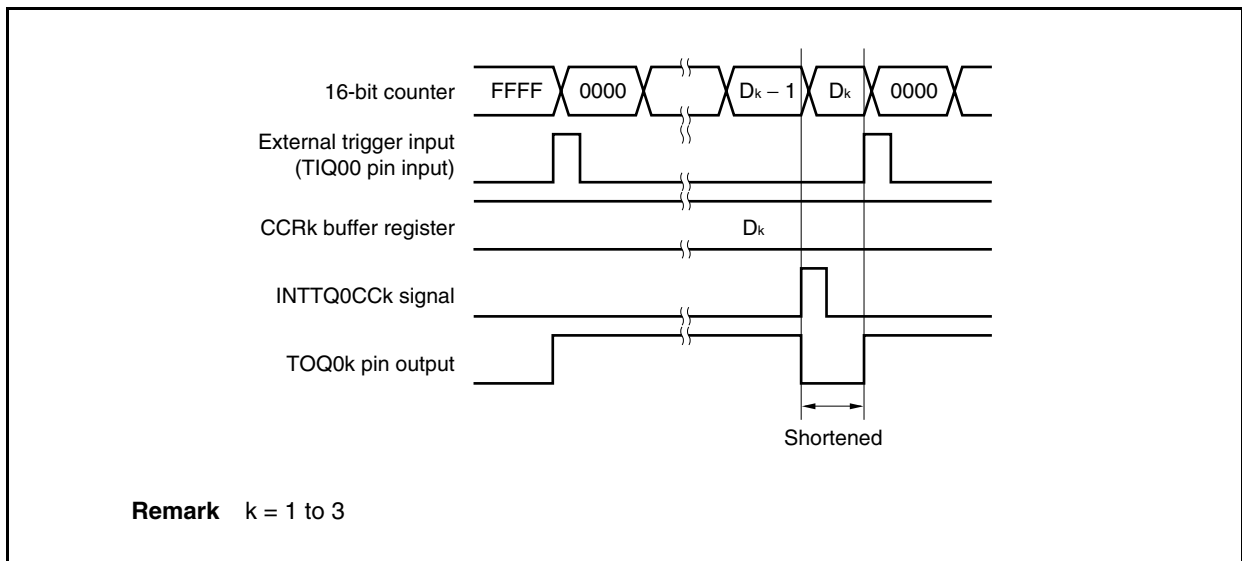 16-bit counter FFFF 0000 Dk − 1 Dk 0000
External trigger input
(TIQ00 pin input)
CCRk buffer register Dk
INTTQ0CCk signal
TOQ0k pin output
Shortened
Remark k = 1 to 3